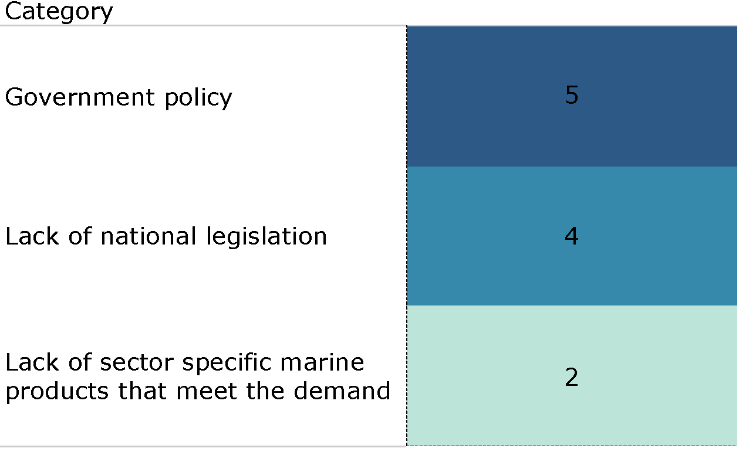 Category
Government policy
5
Lack of national legislation
4
Lack of sector specific marine
products that meet the demand
2